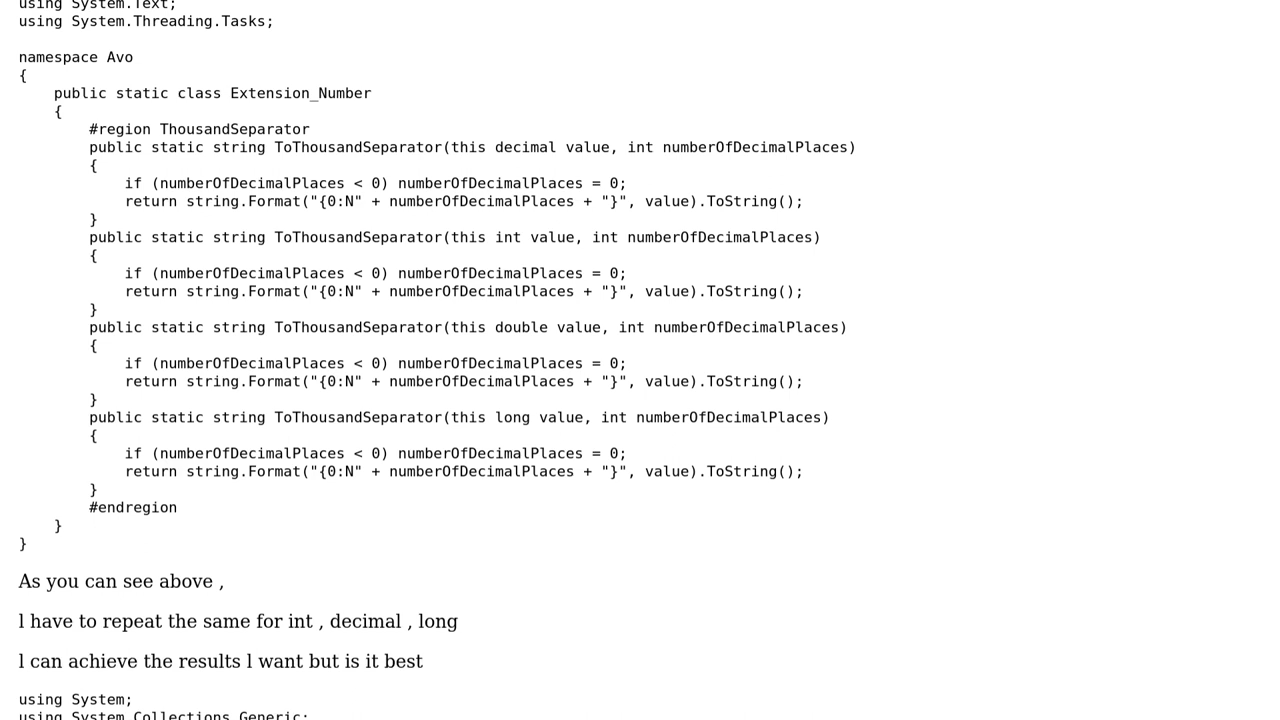 using System.Text;
using System.Threading.Tasks;
namespace Avo
{
    public static class Extension_Number
    {
        #region ThousandSeparator
        public static string ToThousandSeparator(this decimal value, int numberOfDecimalPlaces)
        {
            if (numberOfDecimalPlaces < 0) numberOfDecimalPlaces = 0;
            return string.Format("{0:N" + numberOfDecimalPlaces + "}", value).ToString();
        }
        public static string ToThousandSeparator(this int value, int numberOfDecimalPlaces)
        {
            if (numberOfDecimalPlaces < 0) numberOfDecimalPlaces = 0;
            return string.Format("{0:N" + numberOfDecimalPlaces + "}", value).ToString();
        }
        public static string ToThousandSeparator(this double value, int numberOfDecimalPlaces)
        {
            if (numberOfDecimalPlaces < 0) numberOfDecimalPlaces = 0;
            return string.Format("{0:N" + numberOfDecimalPlaces + "}", value).ToString();
        }
        public static string ToThousandSeparator(this long value, int numberOfDecimalPlaces)
        {
            if (numberOfDecimalPlaces < 0) numberOfDecimalPlaces = 0;
            return string.Format("{0:N" + numberOfDecimalPlaces + "}", value).ToString();
        }
        #endregion
    }
}
As you can see above ,
l have to repeat the same for int , decimal , long
l can achieve the results l want but is it best
using System;
using System.Collections.Generic;